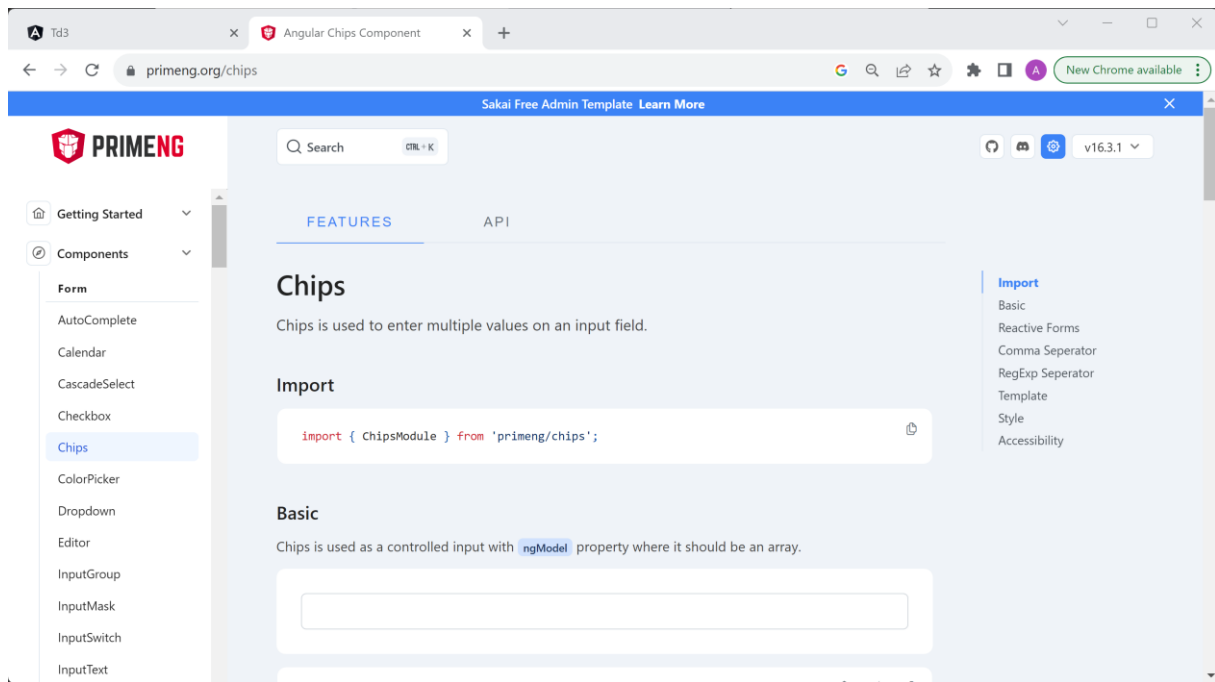 Td3
Angular Chips Component
primeng.org/chips
G
A
New Chrome available
Sakai Free Admin Template Learn More
PRIMENG
Search
CTRL + K
v16.3.1
Getting Started
Components
Form
AutoComplete
Calendar
CascadeSelect
Checkbox
Chips
ColorPicker
Dropdown
Editor
InputGroup
InputMask
InputSwitch
InputText
FEATURES
API
Chips
Chips is used to enter multiple values on an input field.
Import
import { ChipsModule } from 'primeng/chips';
Basic
Chips is used as a controlled input with ngModel property where it should be an array.
Import
Basic
Reactive Forms
Comma Seperator
RegExp Seperator
Template
Style
Accessibility